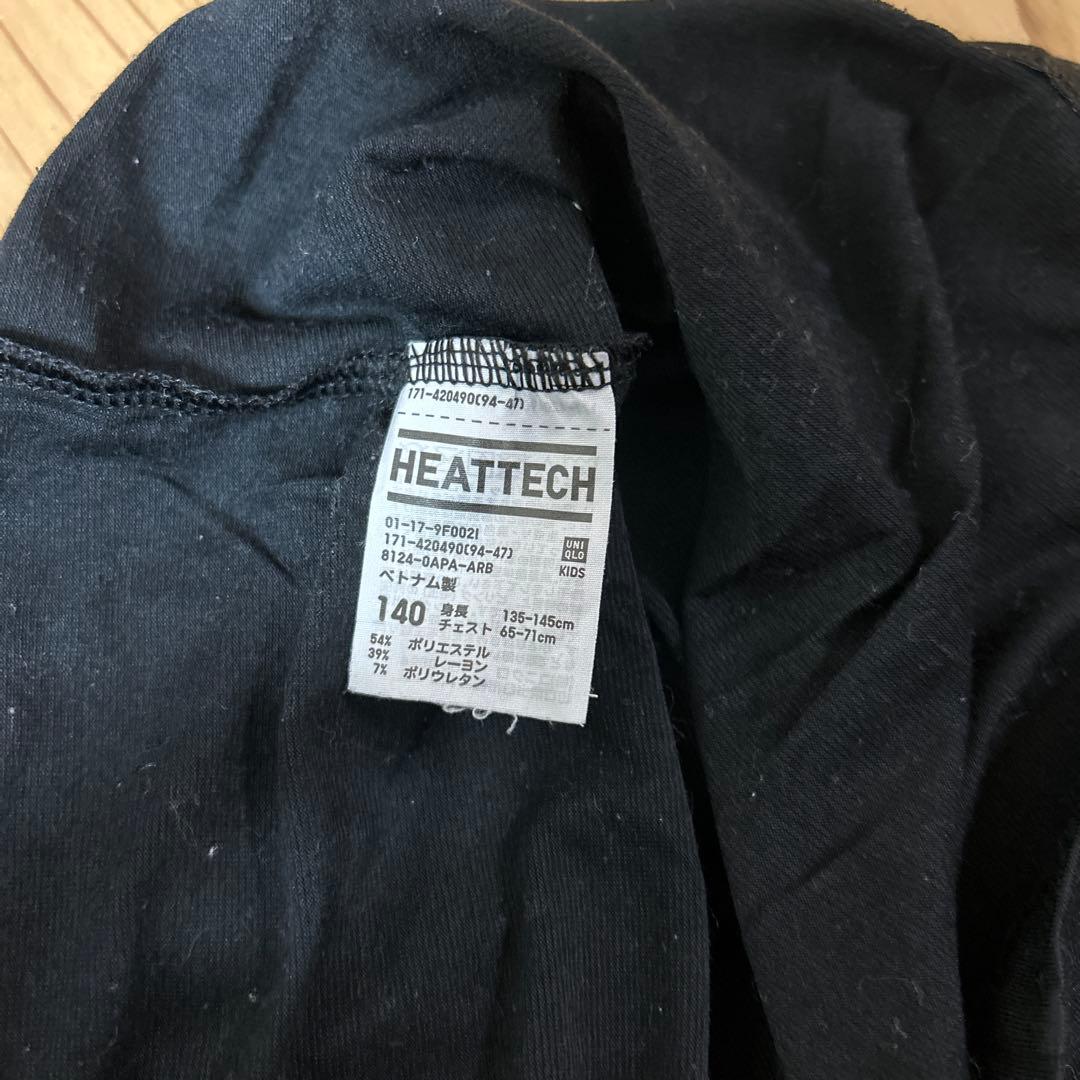 171-420490(94-47)
HEATTECH
01-17-9F002I
171-420490(94-47)
8124-0APA-ARB
UNI
QLO
KIDS
ベトナム製
140 身長 135-145cm
チェスト 65-71cm
54% ポリエステル
39% レーヨン
7% ポリウレタン